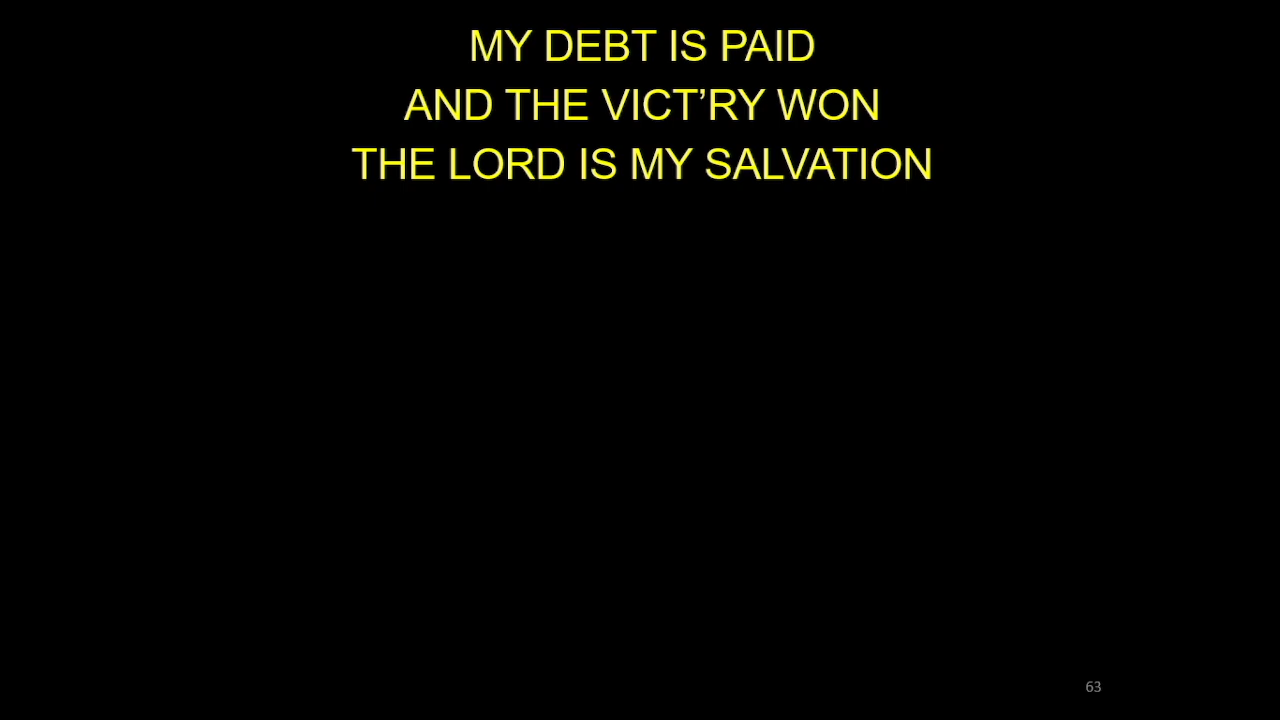 MY DEBT IS PAID
AND THE VICT’RY WON
THE LORD IS MY SALVATION
63